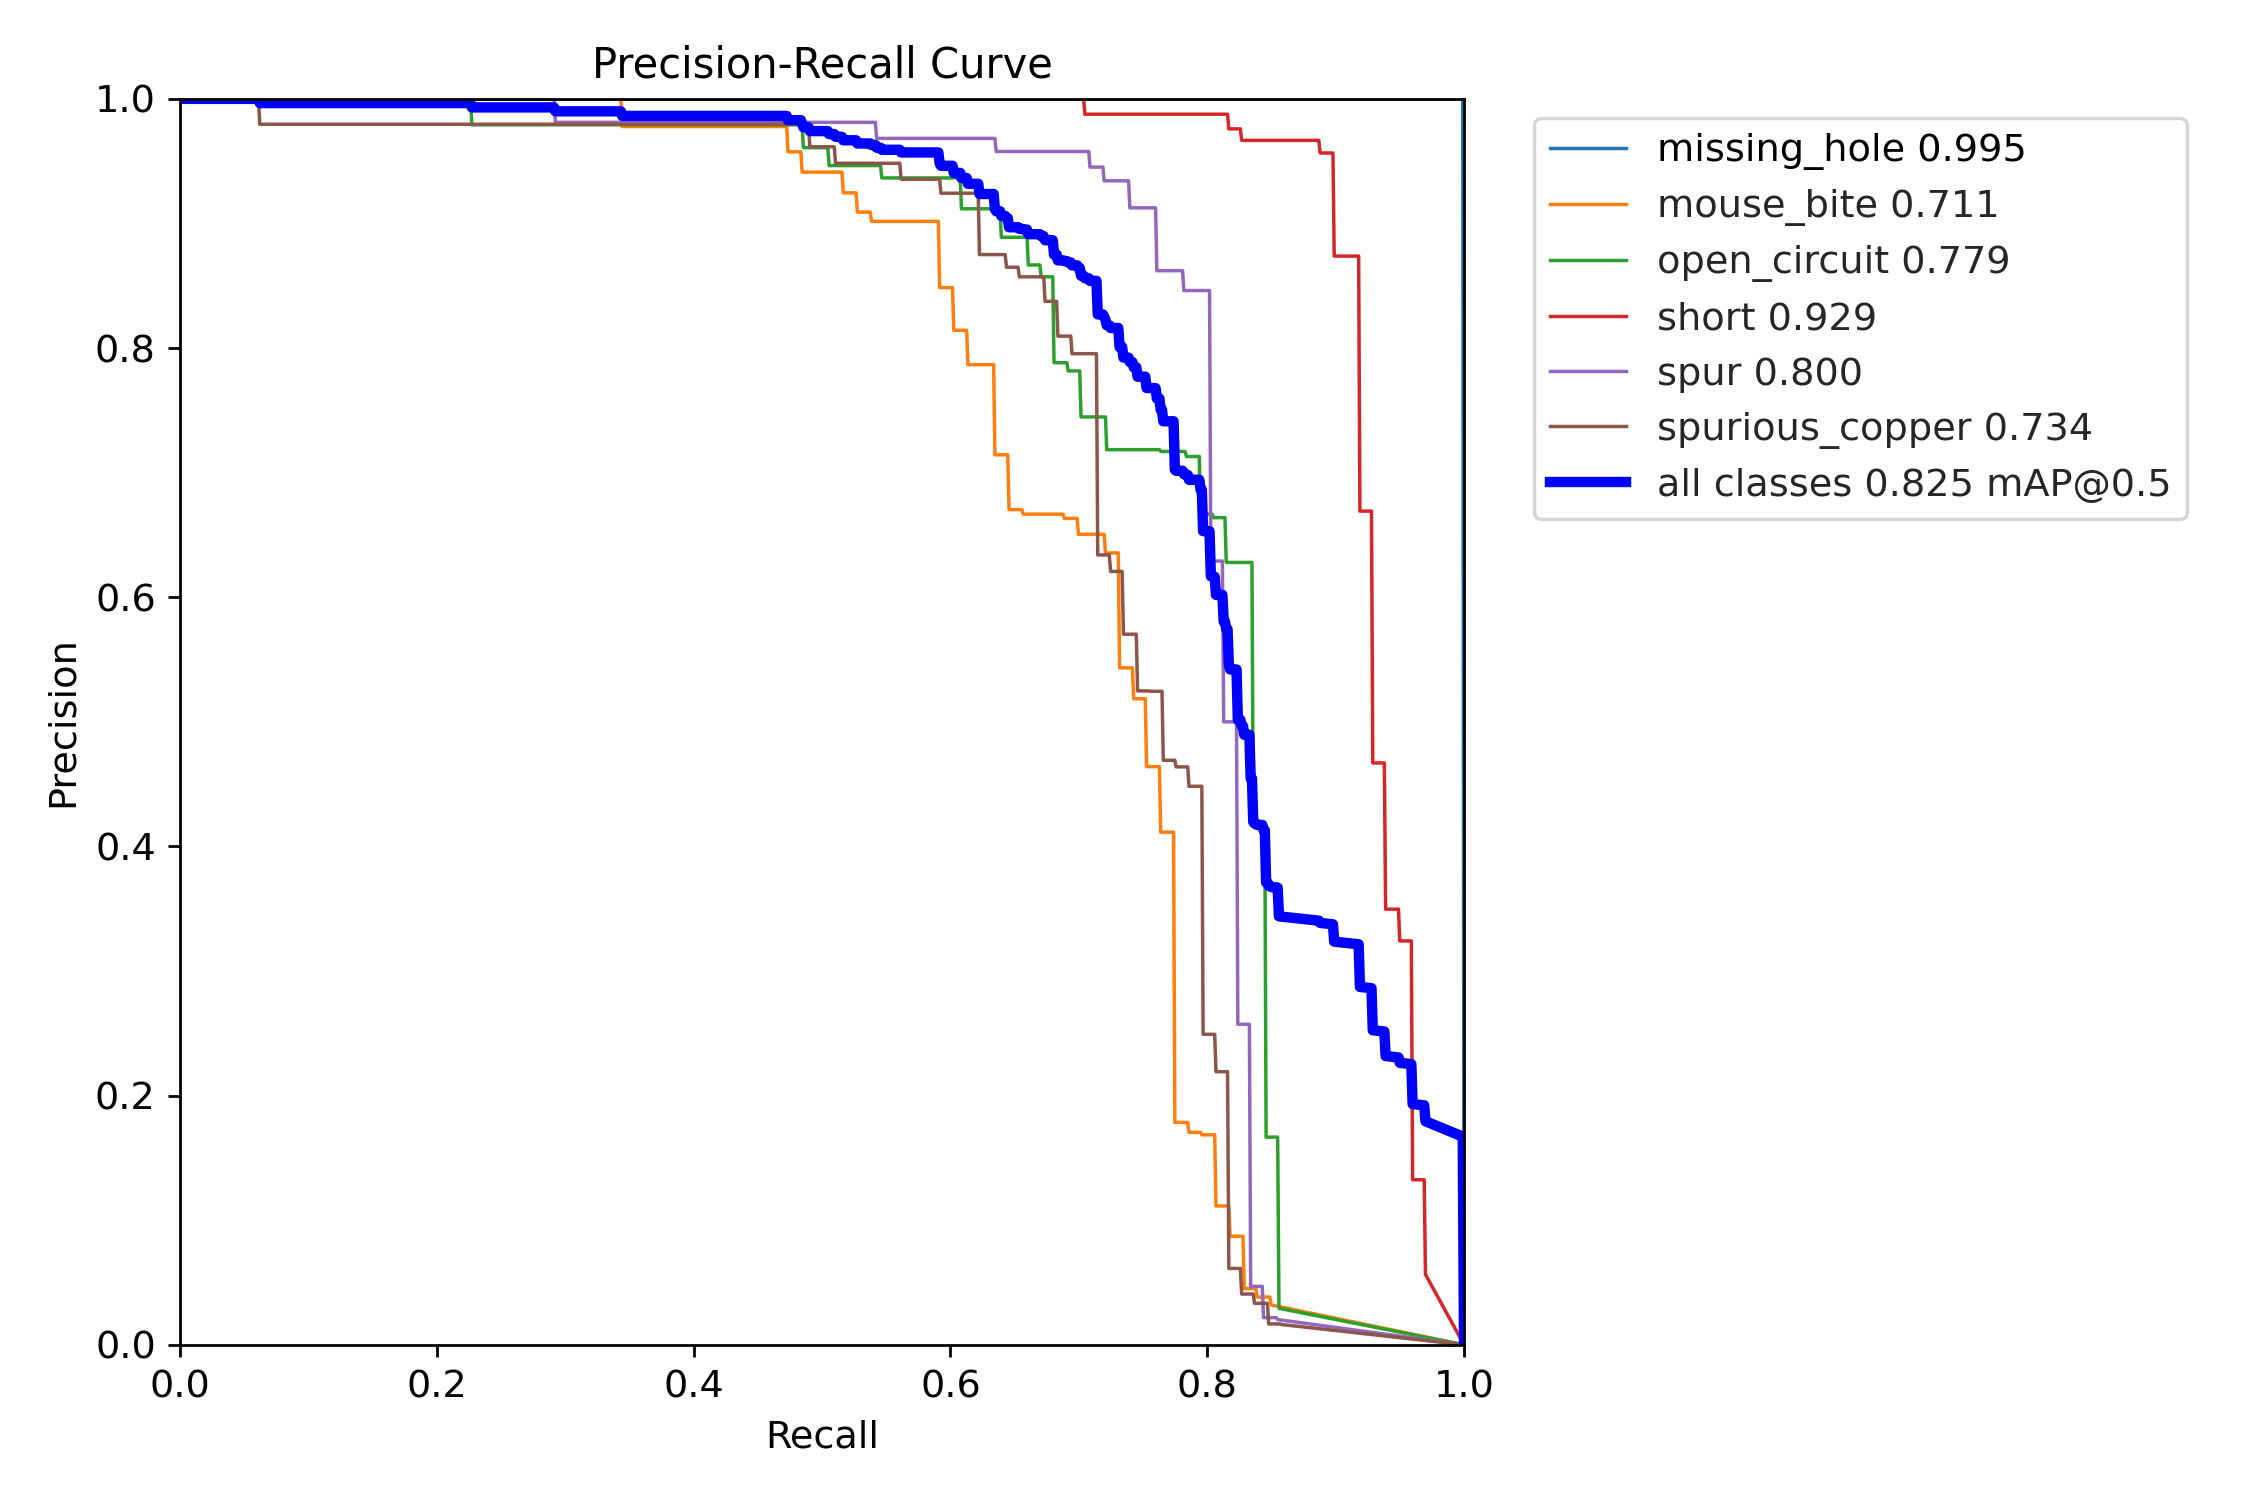 Precision-Recall Curve
1.0
0.8
0.6
0.4
0.2
0.0
Precision
0.0 0.2 0.4 0.6 0.8 1.0
Recall
missing_hole 0.995
mouse_bite 0.711
open_circuit 0.779
short 0.929
spur 0.800
spurious_copper 0.734
all classes 0.825 mAP@0.5